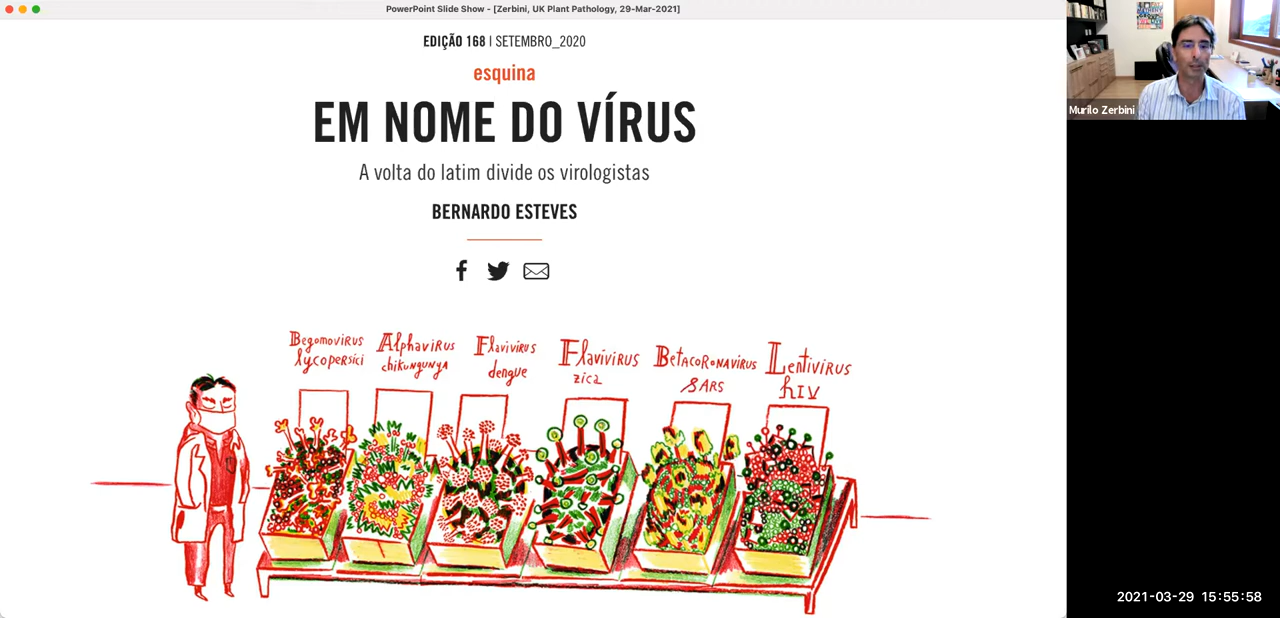 PowerPoint Slide Show - [Zerbini, UK Plant Pathology, 29-Mar-2021]
EDIÇÃO 168 | SETEMBRO_2020
esquina
EM NOME DO VÍRUS
A volta do latim divide os virologistas
BERNARDO ESTEVES
Begomovirus
lycopersici
Alphavirus
chikungunya
Flavivirus
dengue
Flavivirus
zica
Betacoronavirus
SARS
Lentivirus
hIV
Murilo Zerbini
2021-03-29 15:55:58